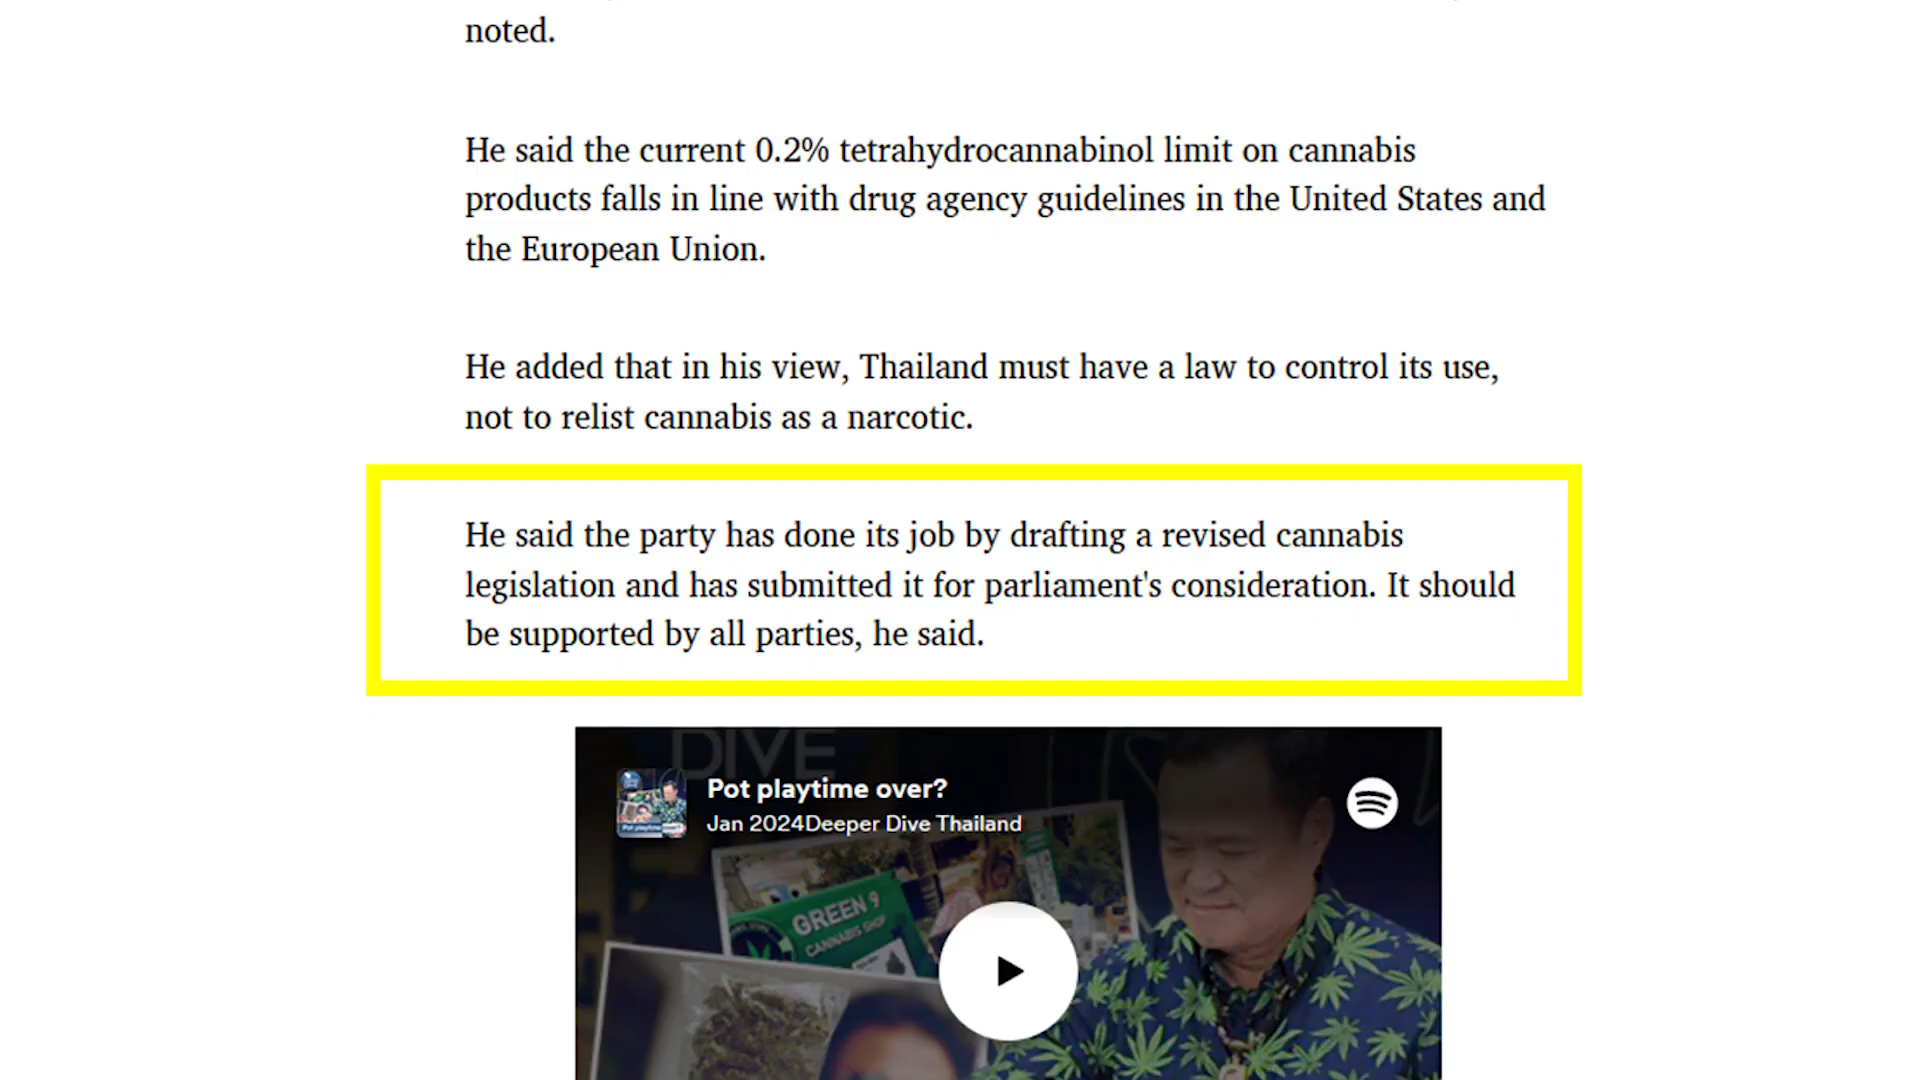 noted.
He said the current 0.2% tetrahydrocannabinol limit on cannabis
products falls in line with drug agency guidelines in the United States and
the European Union.
He added that in his view, Thailand must have a law to control its use,
not to relist cannabis as a narcotic.
He said the party has done its job by drafting a revised cannabis
legislation and has submitted it for parliament's consideration. It should
be supported by all parties, he said.
DIVE
Pot playtime over?
Jan 2024Deeper Dive Thailand
Pot playtime over?
GREEN 9
CANNABIS SHOP